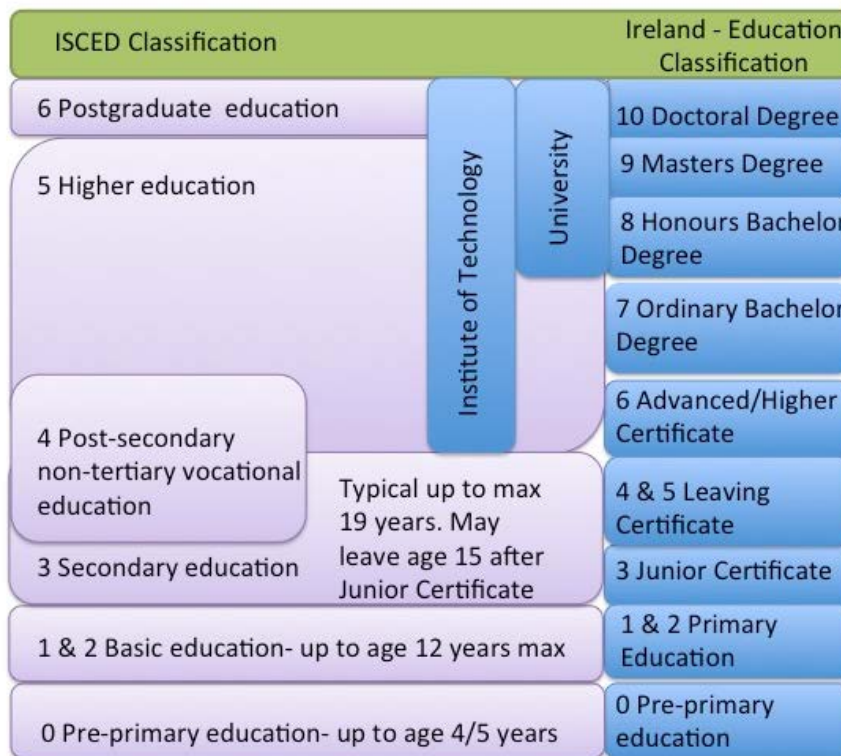 ISCED Classification
Ireland - Education
Classification
6 Postgraduate  education
10 Doctoral Degree
Institute of Technology
University
5 Higher education
9 Masters Degree
8 Honours Bachelor
Degree
7 Ordinary Bachelor
Degree
6 Advanced/Higher
Certificate
4 Post-secondary
non-tertiary vocational
education
Typical up to max
19 years. May
leave age 15 after
Junior Certificate
4 & 5 Leaving
Certificate
3 Secondary education
3 Junior Certificate
1 & 2 Basic education- up to age 12 years max
1 & 2 Primary
Education
0 Pre-primary education- up to age 4/5 years
0 Pre-primary
education